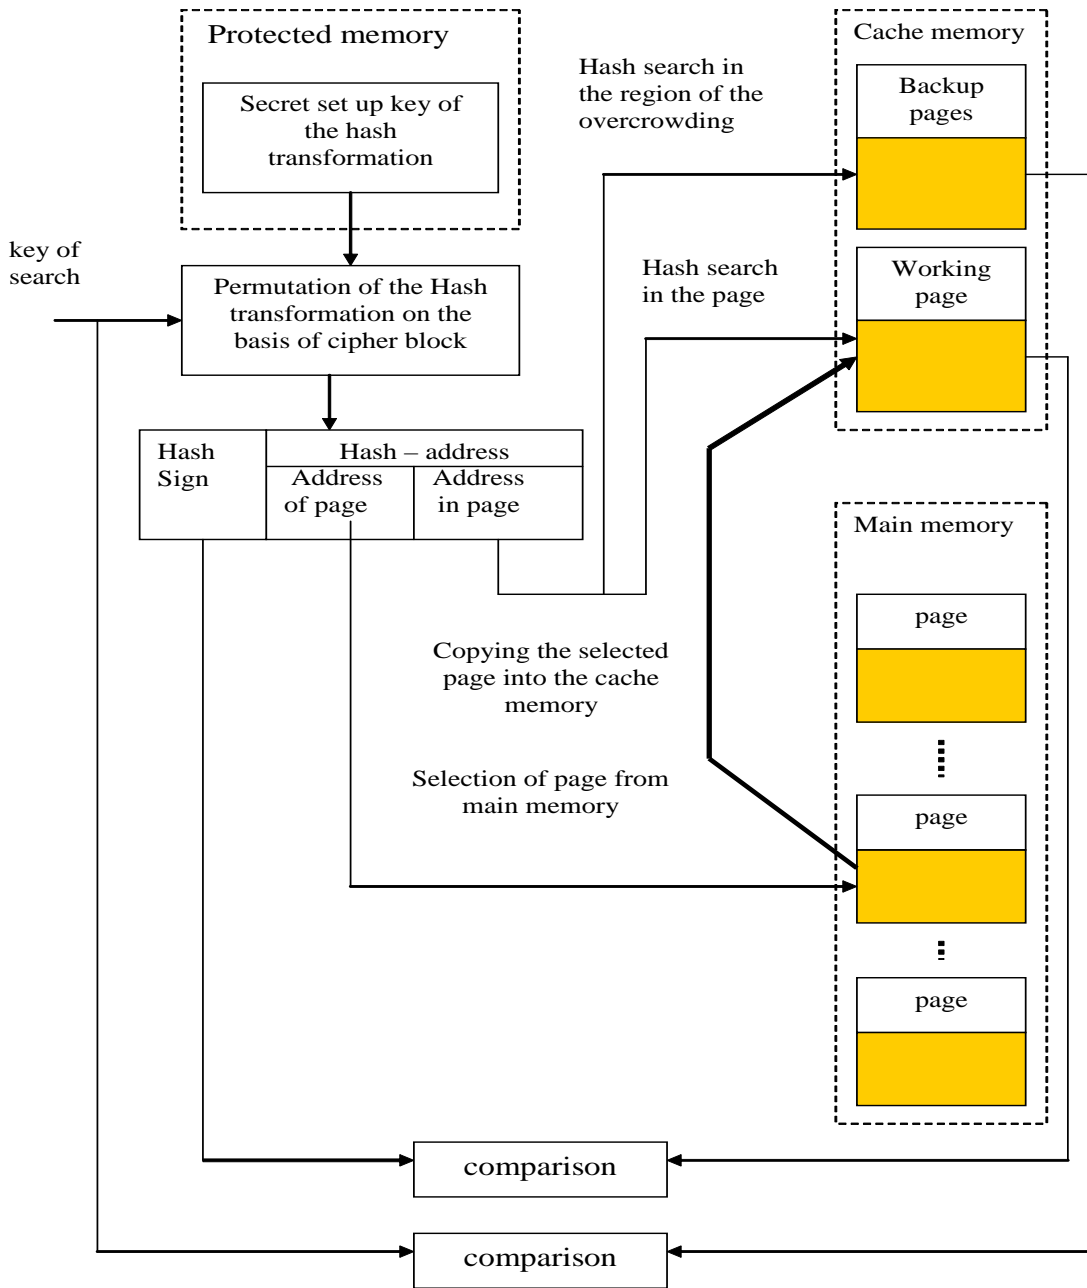 Protected memory
Secret set up key of
the hash
transformation
key of
search
Permutation of the Hash
transformation on the
basis of cipher block
Hash
Sign
Hash – address
Address
of page
Address
in page
Hash search in
the region of the
overcrowding
Hash search
in the page
Cache memory
Backup
pages
Working
page
Copying the selected
page into the cache
memory
Selection of page from
main memory
Main memory
page
page
page
comparison
comparison